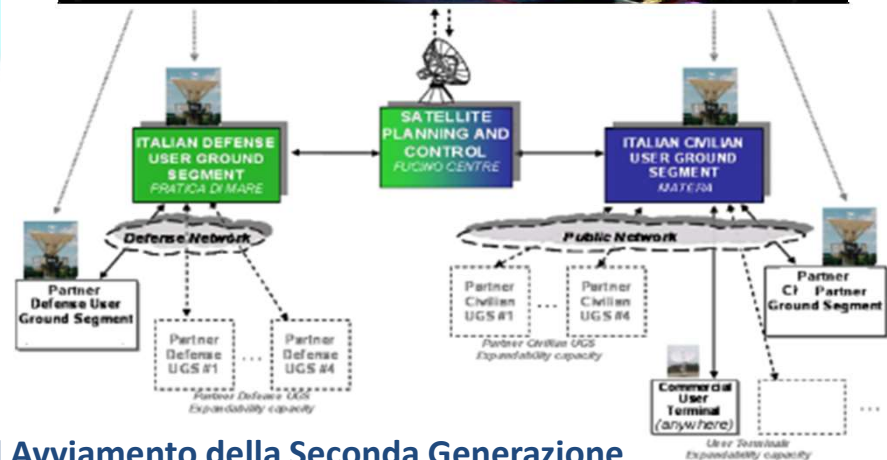 SATELLITE
PLANNING AND
CONTROL
FUCINO CENTRE
ITALIAN DEFENSE
USER GROUND
SEGMENT
PRATICA DI MARE
ITALIAN CIVILIAN
USER GROUND
SEGMENT
MATERA
Defense Network
Public Network
Partner
Defense User
Ground Segment
Partner
Defense
UGS #1
...
Partner
Defense
UGS #4
Partner Defense UGS
Expandability capacity
Partner
Civilian
UGS #1
...
Partner
Civilian
UGS #4
Partner Civilian UGS
Expandability capacity
Partner
Partner
Ground Segment
Commercial
User
Terminal
(anywhere)
...
User Terminals
Expandability capacity
Avviamento della Seconda Generazione